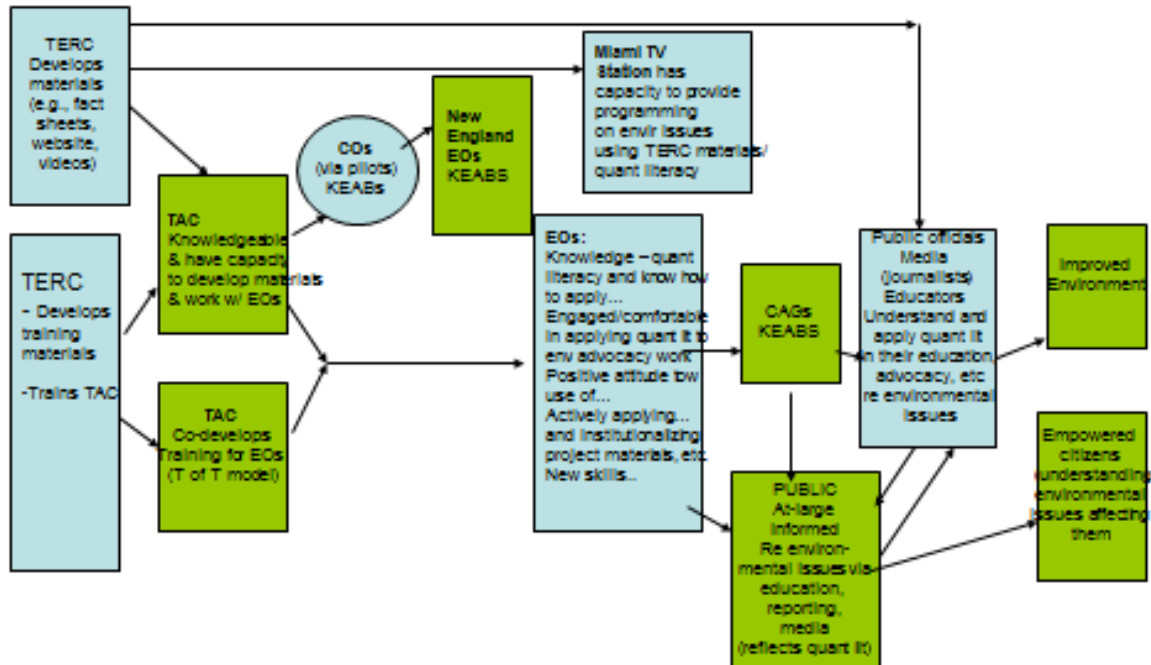 TERC
Develops
materials
(e.g., fact
sheets,
website,
videos)
TERC
- Develops
training
materials
-Trains TAC
TAC
Knowledgeable
& have capacity
to develop materials
& work w/ EOs
TAC
Co-develops
Training for EOs
(T of T model)
COs
(via pilots)
KEABs
New
England
EOs
KEABS
Miami TV
Station has
capacity to provide
programming
on envir issues
using TERC materials/
quant literacy
EOs:
Knowledge – quant
literacy and know how
to apply...
Engaged/comfortable
in applying quant lit to
env advocacy work
Positive attitude tow
use of...
Actively applying...
and institutionalizing
project materials, etc
New skills...
CAGs
KEABS
PUBLIC
At-large
Informed
Re environ-
mental issues via
education,
reporting,
media
(reflects quant lit)
Public officials
Media
(journalists)
Educators
Understand and
apply quant lit
in their education,
advocacy, etc
re environmental
issues
Improved
Environment
Empowered
citizens
understanding
environmental
issues affecting
them